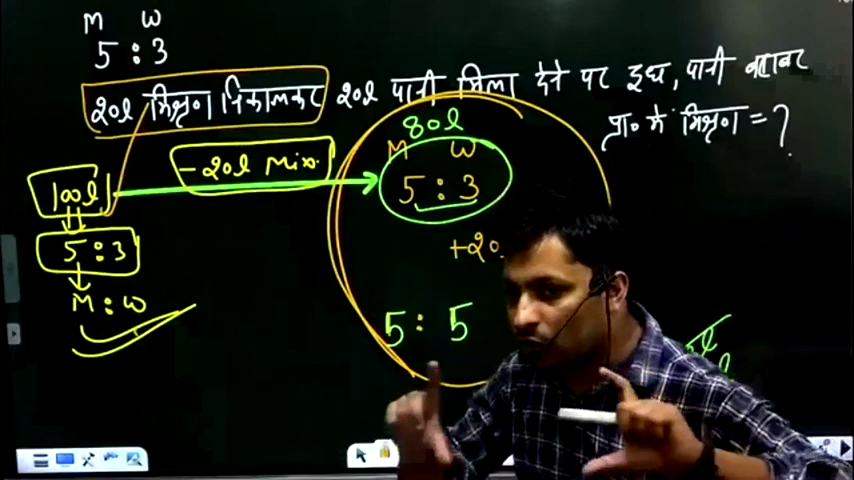 M W
5 : 3
20l मिश्रण निकालकर 20l पानी मिला देने पर दूध, पानी बराबर
प्रा० में मिश्रण = ?
80l
- 20l Mix.
M W
100l
5 : 3
5 : 3
+20
M : W
5 : 5